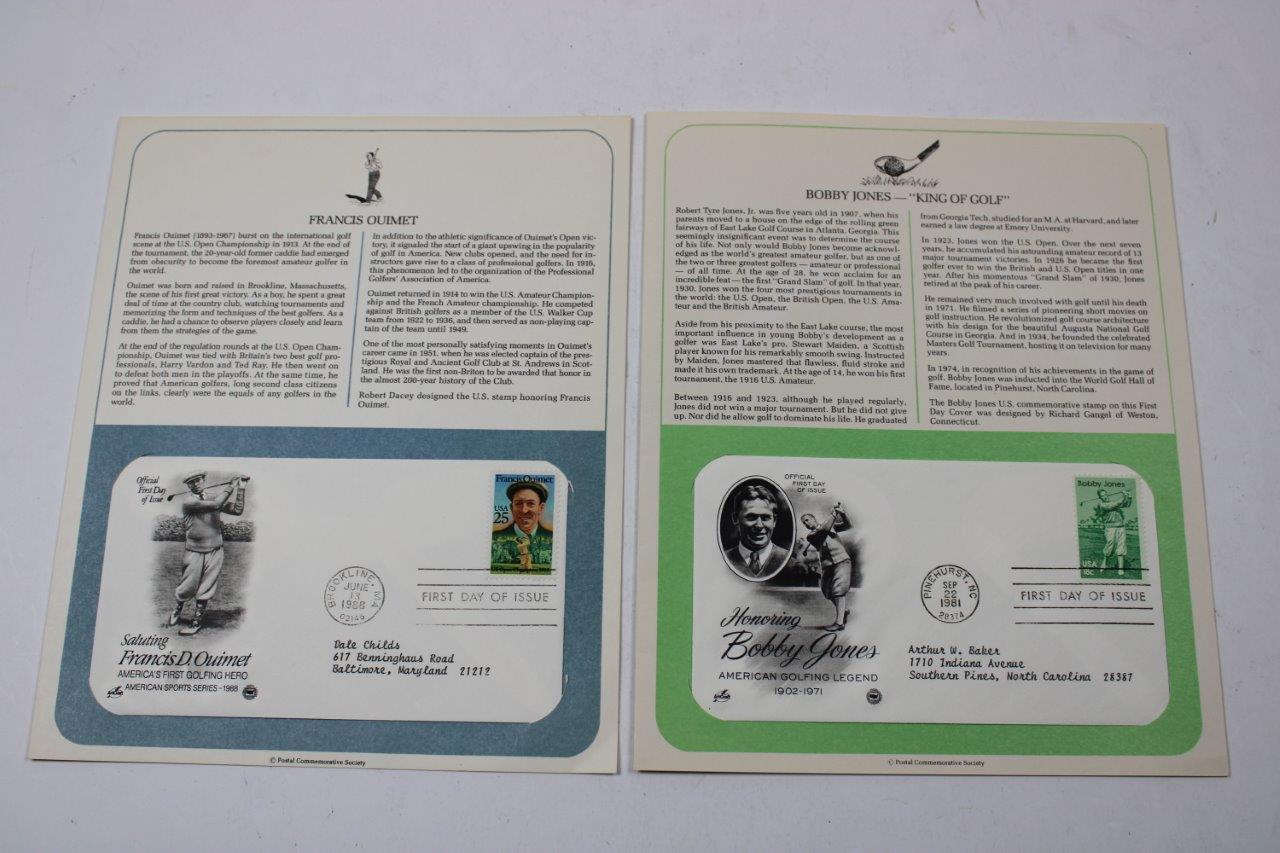 FRANCIS OUIMET
Francis Ouimet (1893-1967) burst on the international golf
scene at the U.S. Open Championship in 1913. At the end of
the tournament, the 20-year-old former caddie had emerged
from obscurity to become the foremost amateur golfer in
the world.
Ouimet was born and raised in Brookline, Massachusetts,
the scene of his first great victory. As a boy, he spent a great
deal of time at the country club, watching tournaments and
memorizing the form and techniques of the best golfers. As a
caddie, he had a chance to observe players closely and learn
from them the strategies of the game.
At the end of the regulation rounds at the U.S. Open Cham-
pionship, Ouimet was tied with Britain's two best golf pro-
fessionals, Harry Vardon and Ted Ray. He then went on
to defeat both men in the playoffs. At the same time, he
proved that American golfers, long second class citizens
on the links, clearly were the equals of any golfers in the
world.
In addition to the athletic significance of Ouimet's Open vic-
tory, it signaled the start of a giant upswing in the popularity
of golf in America. New clubs opened, and the need for in-
structors gave rise to a class of professional golfers. In 1916,
this phenomenon led to the organization of the Professional
Golfers' Association of America.
Ouimet returned in 1914 to win the U.S. Amateur Champion-
ship and the French Amateur championship. He competed
against British golfers as a member of the U.S. Walker Cup
team from 1922 to 1936, and then served as non-playing cap-
tain of the team until 1949.
One of the most personally satisfying moments in Ouimet's
career came in 1951, when he was elected captain of the pres-
tigious Royal and Ancient Golf Club at St. Andrews in Scot-
land. He was the first non-Briton to be awarded that honor in
the almost 200-year history of the Club.
Robert Dacey designed the U.S. stamp honoring Francis
Ouimet.
Official
First Day
of Issue
Francis Ouimet
USA
25
BROOKLINE, MA
JUNE
13
1988
02146
FIRST DAY OF ISSUE
Saluting
Francis D. Ouimet
AMERICA'S FIRST GOLFING HERO
AMERICAN SPORTS SERIES - 1988
Dale Childs
617 Benninghaus Road
Baltimore, Maryland 21212
© Postal Commemorative Society
BOBBY JONES — "KING OF GOLF"
Robert Tyre Jones, Jr. was five years old in 1907, when his
parents moved to a house on the edge of the rolling green
fairways of East Lake Golf Course in Atlanta, Georgia. This
seemingly insignificant event was to determine the course
of his life. Not only would Bobby Jones become acknowl-
edged as the world's greatest amateur golfer, but as one of
the two or three greatest golfers — amateur or professional
— of all time. At the age of 28, he won acclaim for an
incredible feat — the first "Grand Slam" of golf. In that year,
1930, Jones won the four most prestigious tournaments in
the world: the U.S. Open, the British Open, the U.S. Ama-
teur and the British Amateur.
Aside from his proximity to the East Lake course, the most
important influence in young Bobby's development as a
golfer was East Lake's pro, Stewart Maiden, a Scottish
player known for his remarkably smooth swing. Instructed
by Maiden, Jones mastered that flawless, fluid stroke and
made it his own trademark. At the age of 14, he won his first
tournament, the 1916 U.S. Amateur.
Between 1916 and 1923, although he played regularly,
Jones did not win a major tournament. But he did not give
up. Nor did he allow golf to dominate his life. He graduated
from Georgia Tech, studied for an M.A. at Harvard, and later
earned a law degree at Emory University.
In 1923, Jones won the U.S. Open. Over the next seven
years, he accumulated his astounding amateur record of 13
major tournament victories. In 1926 he became the first
golfer ever to win the British and U.S. Open titles in one
year. After his momentous "Grand Slam" of 1930, Jones
retired at the peak of his career.
He remained very much involved with golf until his death
in 1971. He filmed a series of pioneering short movies on
golf instruction. He revolutionized golf course architecture
with his design for the beautiful Augusta National Golf
Course in Georgia. And in 1934, he founded the celebrated
Masters Golf Tournament, hosting it on television for many
years.
In 1974, in recognition of his achievements in the game of
golf, Bobby Jones was inducted into the World Golf Hall of
Fame, located in Pinehurst, North Carolina.
The Bobby Jones U.S. commemorative stamp on this First
Day Cover was designed by Richard Gangel of Weston,
Connecticut.
OFFICIAL
FIRST DAY
OF ISSUE
Bobby Jones
USA
18c
PINEHURST, NC
SEP
22
1981
28374
FIRST DAY OF ISSUE
Honoring
Bobby Jones
AMERICAN GOLFING LEGEND
1902-1971
Arthur W. Baker
1710 Indiana Avenue
Southern Pines, North Carolina 28387
© Postal Commemorative Society